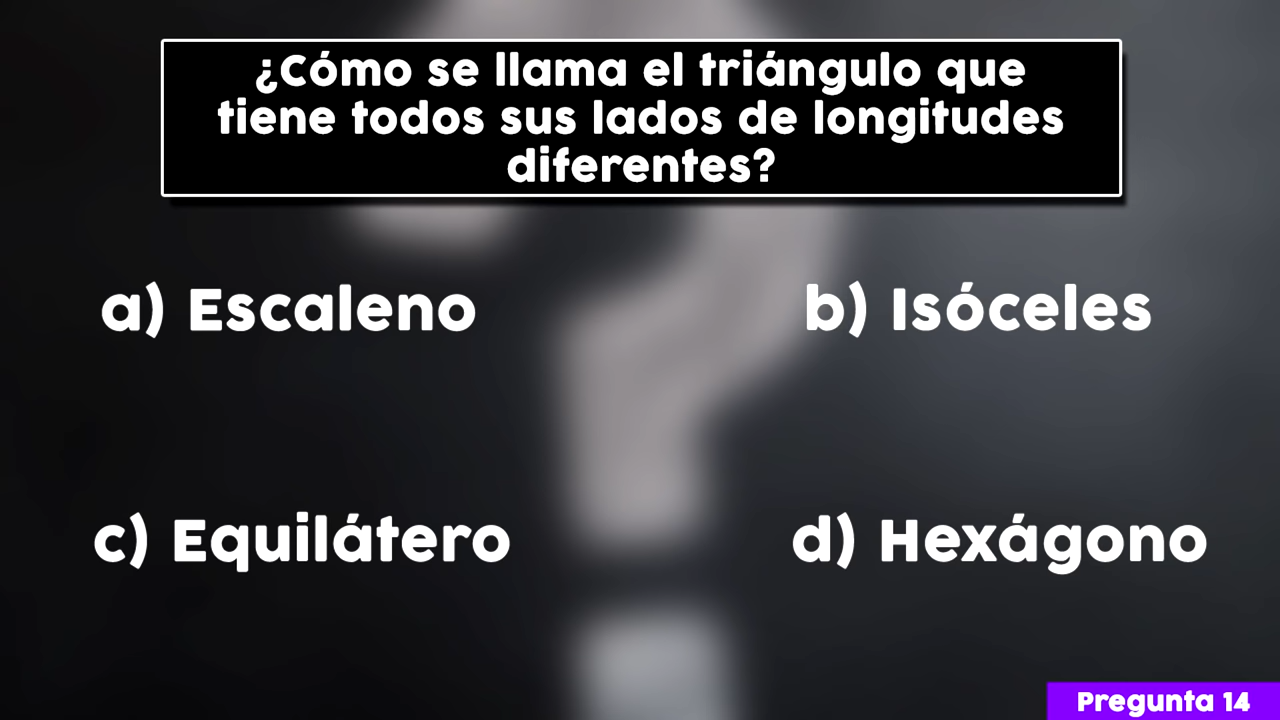 ¿Cómo se llama el triángulo que
tiene todos sus lados de longitudes
diferentes?
a) Escaleno
b) Isóceles
c) Equilátero
d) Hexágono
Pregunta 14